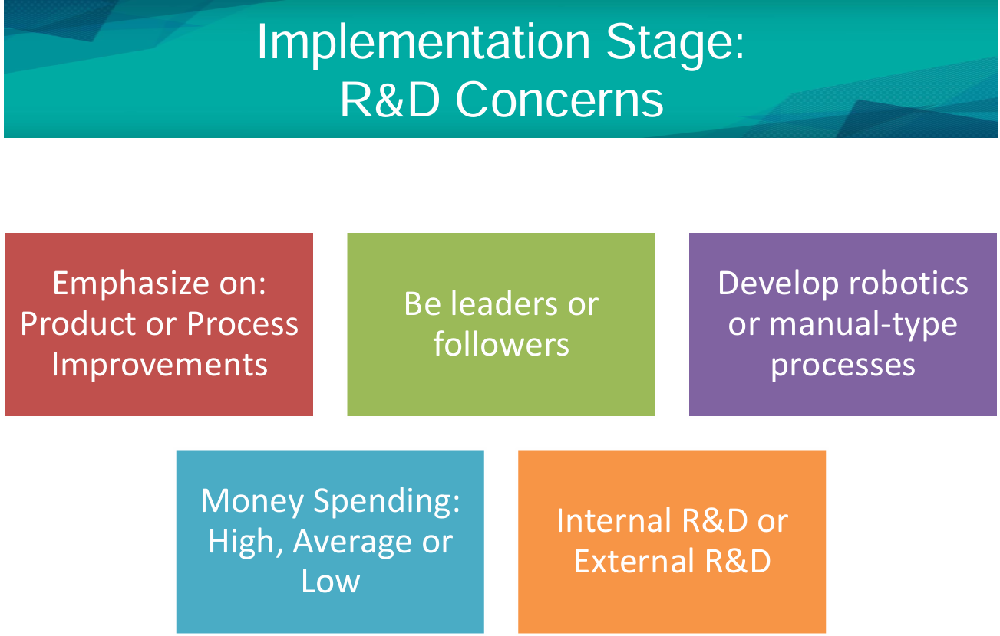 Implementation Stage:
R&D Concerns
Emphasize on:
Product or Process
Improvements
Be leaders or
followers
Develop robotics
or manual-type
processes
Money Spending:
High, Average or
Low
Internal R&D or
External R&D